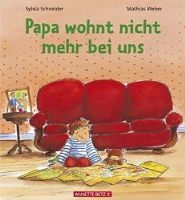 Sylvia Schneider Mathias Weber
Papa wohnt nicht
mehr bei uns
ANNETTE BETZ